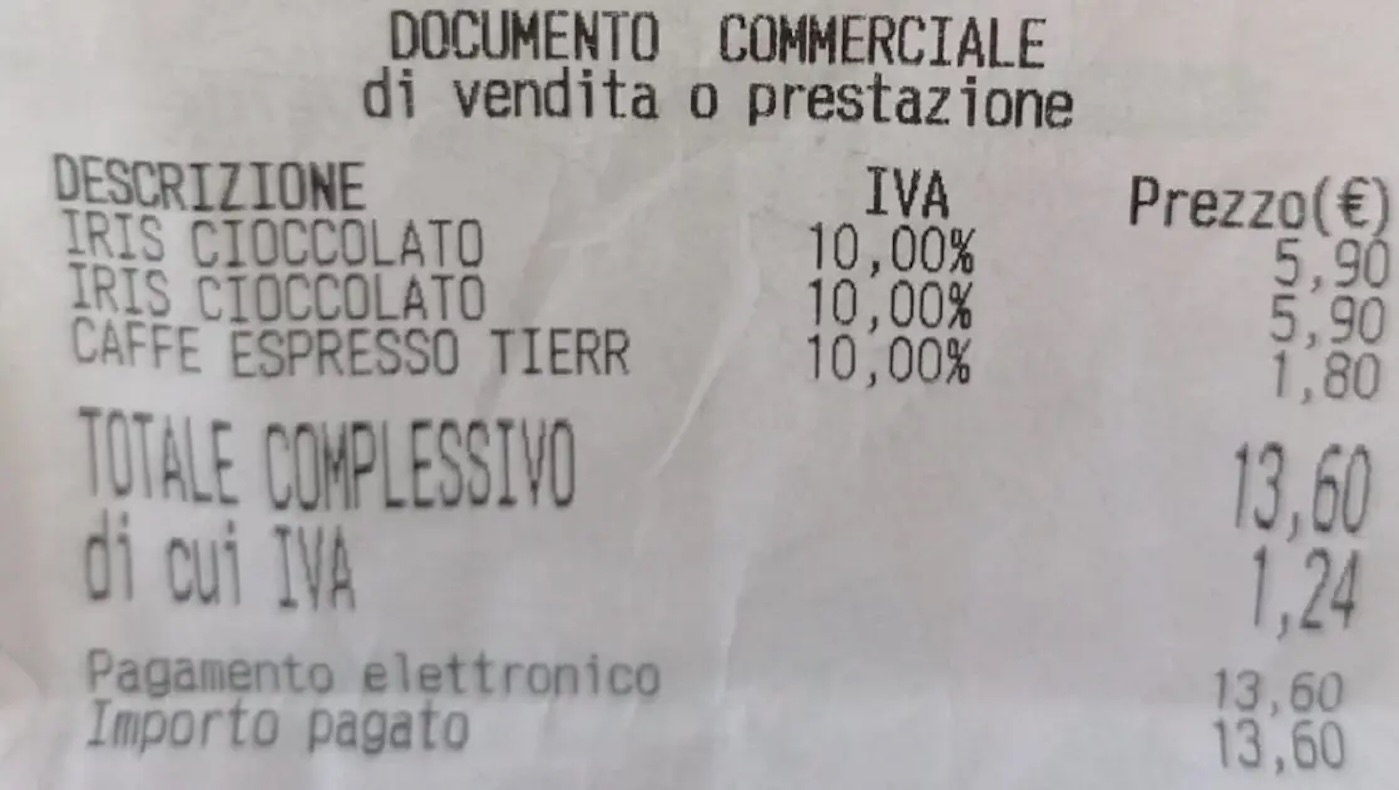 DOCUMENTO COMMERCIALE
di vendita o prestazione
DESCRIZIONE IVA Prezzo(€)
IRIS CIOCCOLATO 10,00% 5,90
IRIS CIOCCOLATO 10,00% 5,90
CAFFE ESPRESSO TIERR 10,00% 1,80
TOTALE COMPLESSIVO 13,60
di cui IVA 1,24
Pagamento elettronico 13,60
Importo pagato 13,60